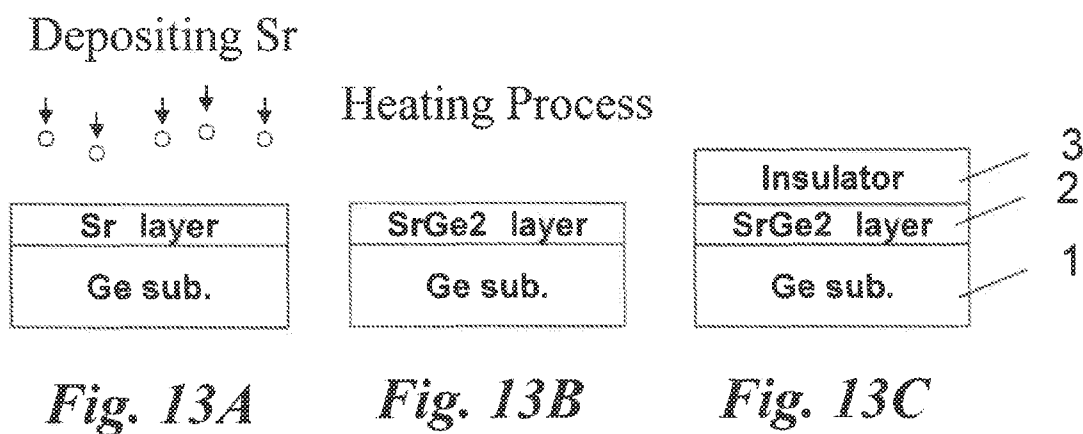 Depositing Sr
Heating Process
Sr layer
Ge sub.
SrGe2 layer
Ge sub.
Insulator
SrGe2 layer
Ge sub.
3
2
1
Fig. 13A
Fig. 13B
Fig. 13C